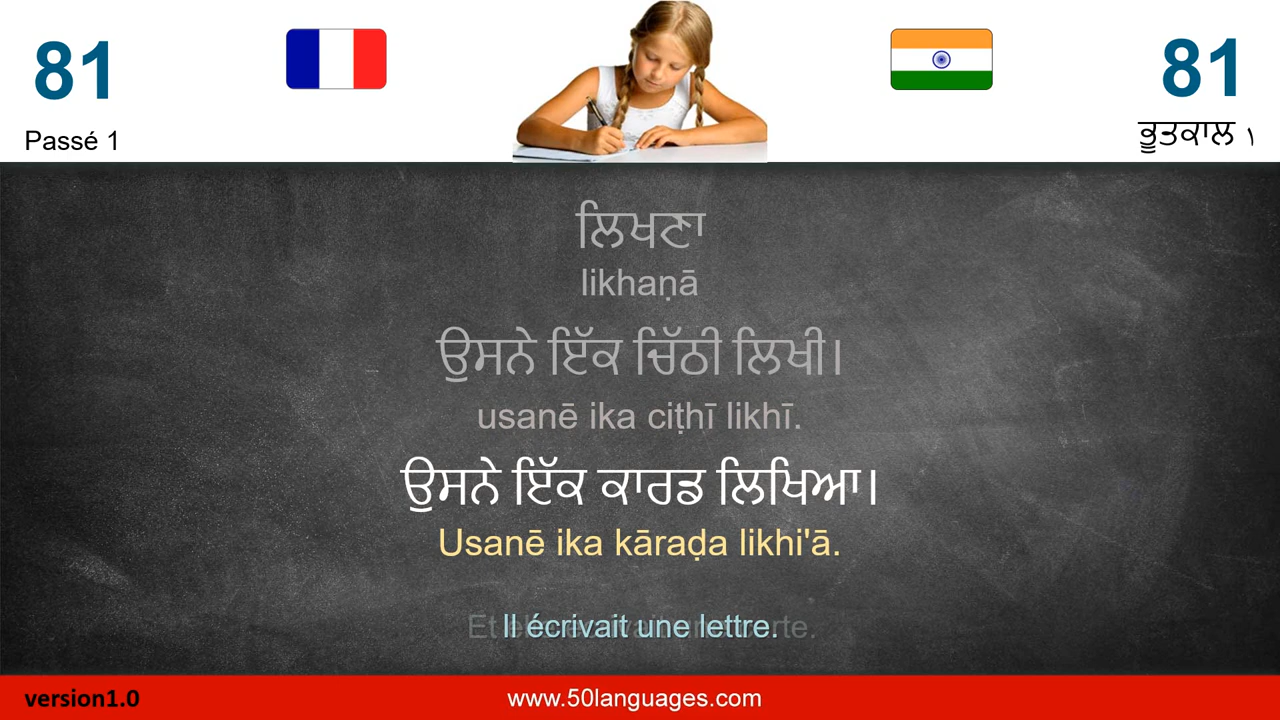 81
81
Passé 1
ਭੂਤਕਾਲ ੧
ਲਿਖਣਾ
likhaṇā
ਉਸਨੇ ਇੱਕ ਚਿੱਠੀ ਲਿਖੀ।
usanē ika ciṭhī likhī.
ਉਸਨੇ ਇੱਕ ਕਾਰਡ ਲਿਖਿਆ।
Usanē ika kāraḍa likhi'ā.
Il écrivait une lettre.
version1.0
www.50languages.com